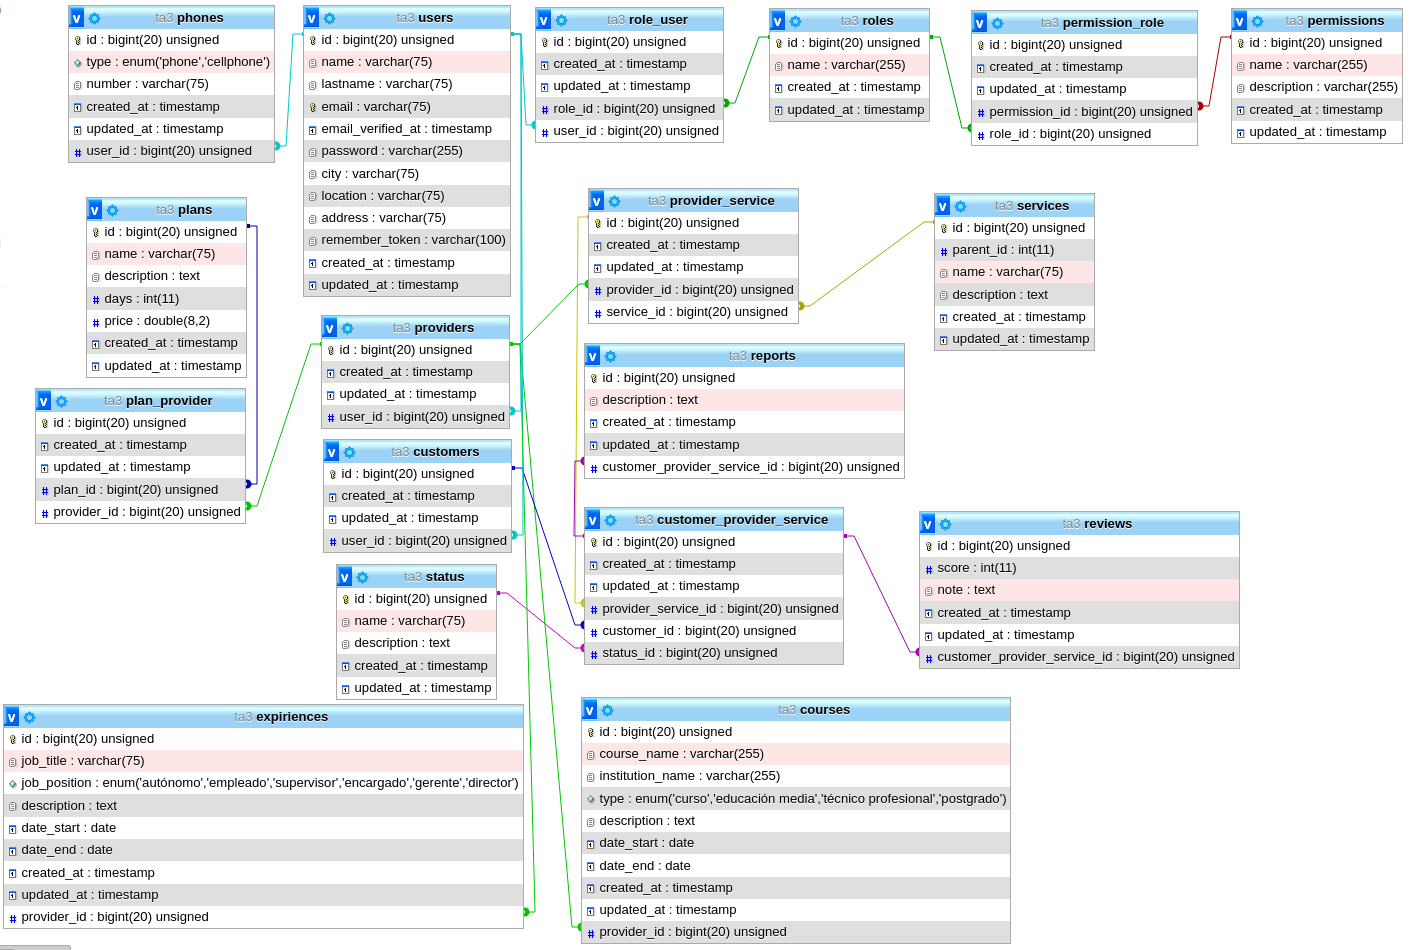 ta3 phones
id : bigint(20) unsigned
type : enum('phone','cellphone')
number : varchar(75)
created_at : timestamp
updated_at : timestamp
user_id : bigint(20) unsigned
ta3 users
id : bigint(20) unsigned
name : varchar(75)
lastname : varchar(75)
email : varchar(75)
email_verified_at : timestamp
password : varchar(255)
city : varchar(75)
location : varchar(75)
address : varchar(75)
remember_token : varchar(100)
created_at : timestamp
updated_at : timestamp
ta3 role_user
id : bigint(20) unsigned
created_at : timestamp
updated_at : timestamp
role_id : bigint(20) unsigned
user_id : bigint(20) unsigned
ta3 roles
id : bigint(20) unsigned
name : varchar(255)
created_at : timestamp
updated_at : timestamp
ta3 permission_role
id : bigint(20) unsigned
created_at : timestamp
updated_at : timestamp
permission_id : bigint(20) unsigned
role_id : bigint(20) unsigned
ta3 permissions
id : bigint(20) unsigned
name : varchar(255)
description : varchar(255)
created_at : timestamp
updated_at : timestamp
ta3 plans
id : bigint(20) unsigned
name : varchar(75)
description : text
days : int(11)
price : double(8,2)
created_at : timestamp
updated_at : timestamp
ta3 provider_service
id : bigint(20) unsigned
created_at : timestamp
updated_at : timestamp
provider_id : bigint(20) unsigned
service_id : bigint(20) unsigned
ta3 services
id : bigint(20) unsigned
parent_id : int(11)
name : varchar(75)
description : text
created_at : timestamp
updated_at : timestamp
ta3 providers
id : bigint(20) unsigned
created_at : timestamp
updated_at : timestamp
user_id : bigint(20) unsigned
ta3 reports
id : bigint(20) unsigned
description : text
created_at : timestamp
updated_at : timestamp
customer_provider_service_id : bigint(20) unsigned
ta3 plan_provider
id : bigint(20) unsigned
created_at : timestamp
updated_at : timestamp
plan_id : bigint(20) unsigned
provider_id : bigint(20) unsigned
ta3 customers
id : bigint(20) unsigned
created_at : timestamp
updated_at : timestamp
user_id : bigint(20) unsigned
ta3 customer_provider_service
id : bigint(20) unsigned
created_at : timestamp
updated_at : timestamp
provider_service_id : bigint(20) unsigned
customer_id : bigint(20) unsigned
status_id : bigint(20) unsigned
ta3 reviews
id : bigint(20) unsigned
score : int(11)
note : text
created_at : timestamp
updated_at : timestamp
customer_provider_service_id : bigint(20) unsigned
ta3 status
id : bigint(20) unsigned
name : varchar(75)
description : text
created_at : timestamp
updated_at : timestamp
ta3 expiriences
id : bigint(20) unsigned
job_title : varchar(75)
job_position : enum('autónomo','empleado','supervisor','encargado','gerente','director')
description : text
date_start : date
date_end : date
created_at : timestamp
updated_at : timestamp
provider_id : bigint(20) unsigned
ta3 courses
id : bigint(20) unsigned
course_name : varchar(255)
institution_name : varchar(255)
type : enum('curso','educación media','técnico profesional','postgrado')
description : text
date_start : date
date_end : date
created_at : timestamp
updated_at : timestamp
provider_id : bigint(20) unsigned